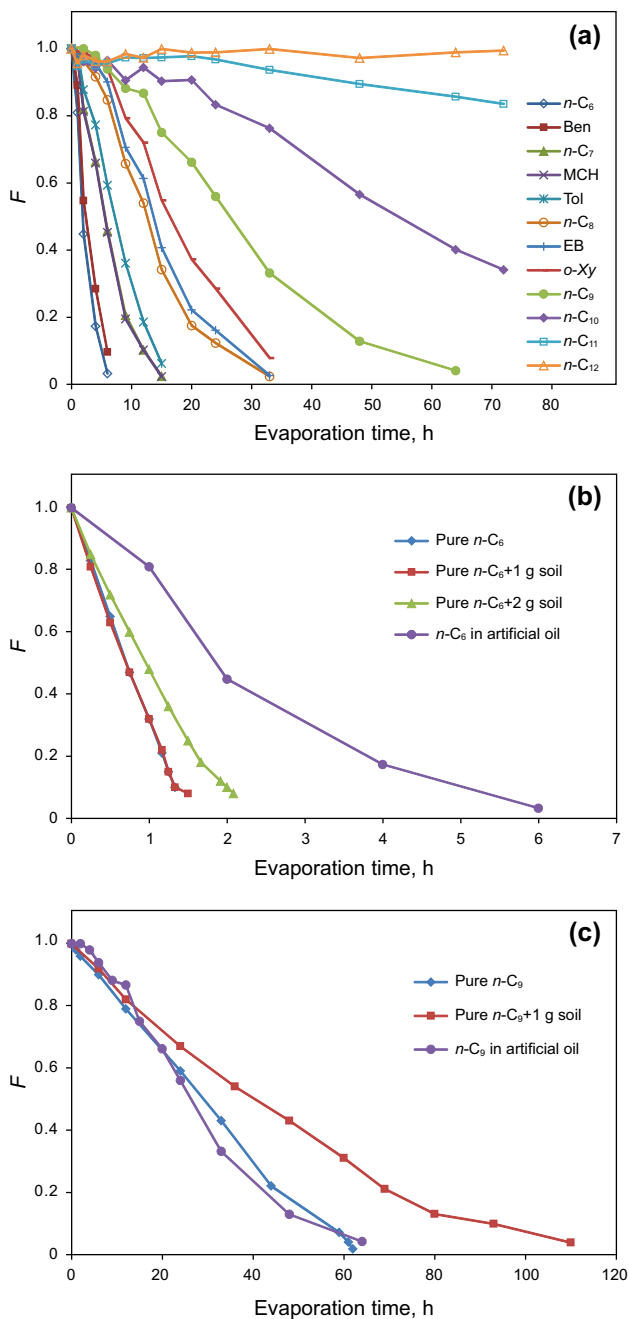 (a)
1.0
0.8
0.6
0.4
0.2
0
F
n-C6
Ben
n-C7
MCH
Tol
n-C8
EB
o-Xy
n-C9
n-C10
n-C11
n-C12
0 10 20 30 40 50 60 70 80
Evaporation time, h
(b)
1.0
0.8
0.6
0.4
0.2
0
F
Pure n-C6
Pure n-C6+1 g soil
Pure n-C6+2 g soil
n-C6 in artificial oil
0 1 2 3 4 5 6 7
Evaporation time, h
(c)
1.0
0.8
0.6
0.4
0.2
0
F
Pure n-C9
Pure n-C9+1 g soil
n-C9 in artificial oil
0 20 40 60 80 100 120
Evaporation time, h